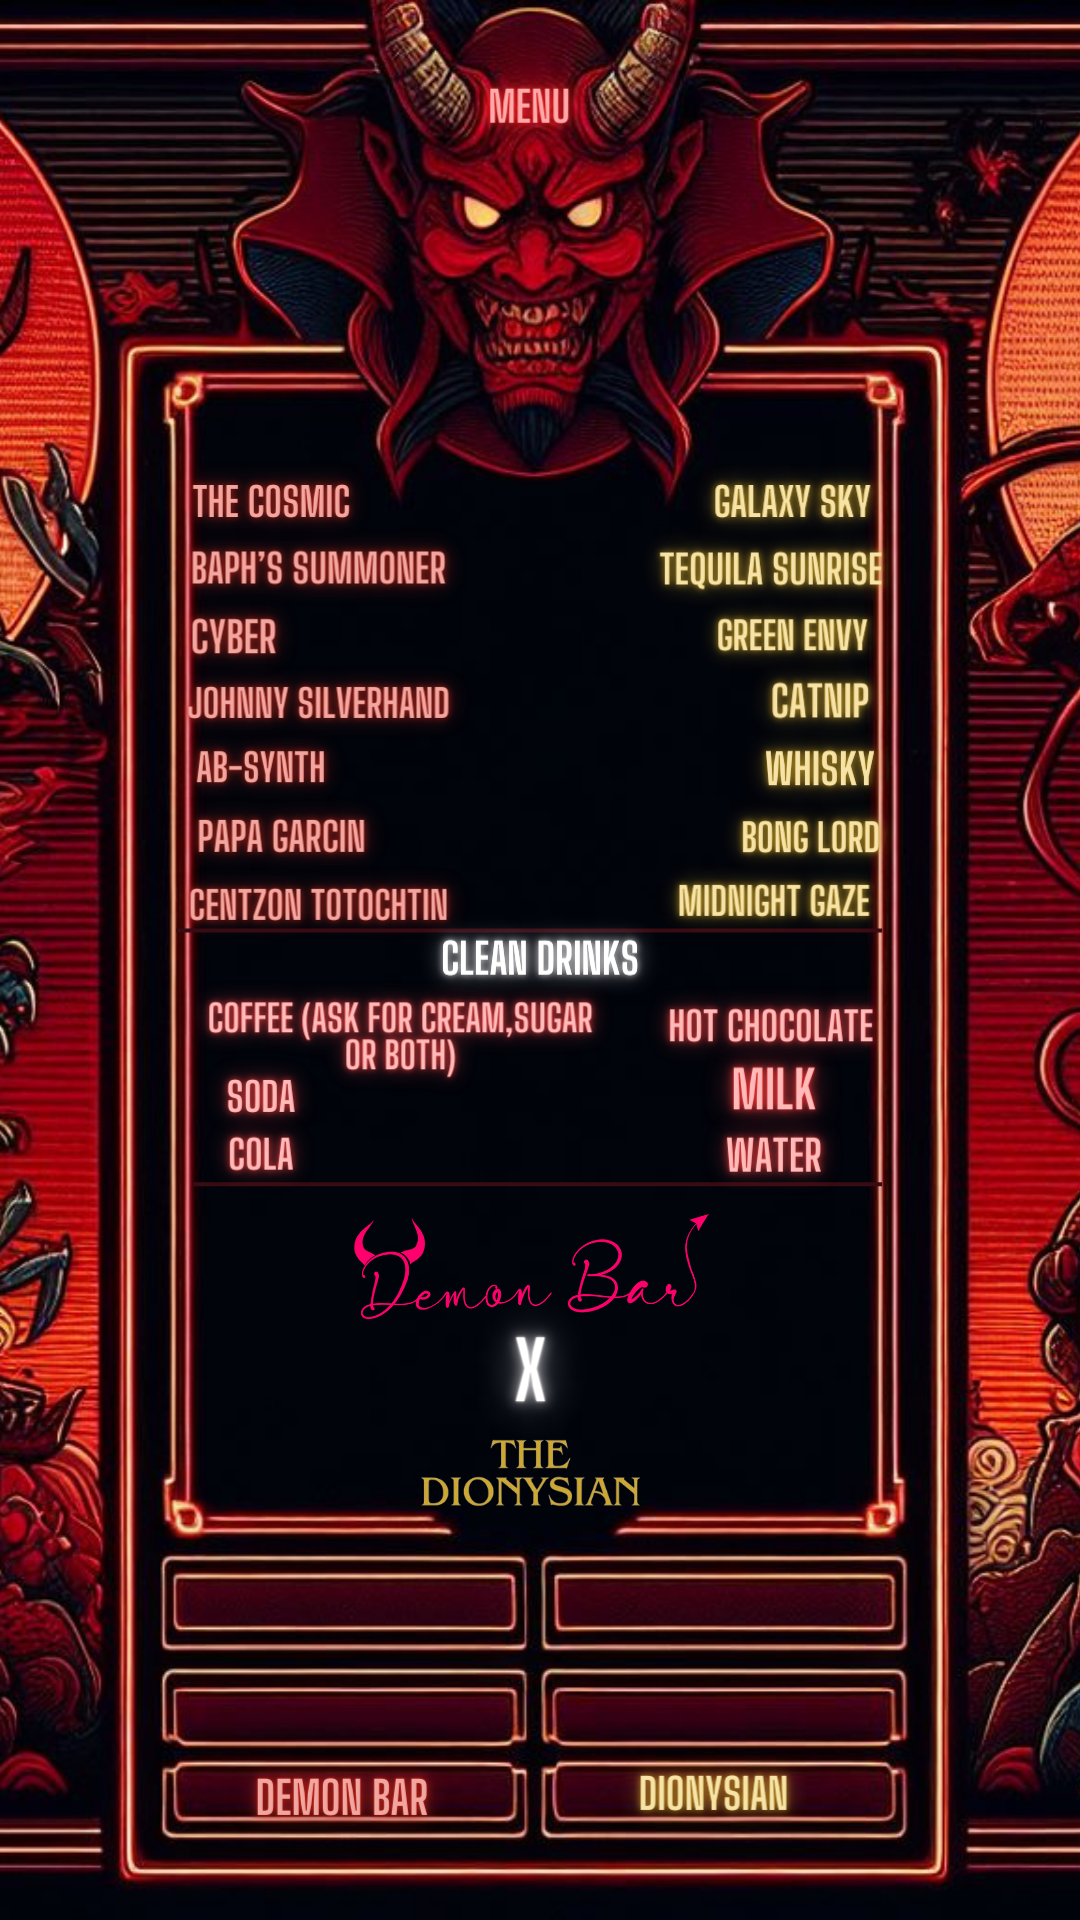 MENU
THE COSMIC
GALAXY SKY
BAPH'S SUMMONER
TEQUILA SUNRISE
CYBER
GREEN ENVY
JOHNNY SILVERHAND
CATNIP
AB-SYNTH
WHISKY
PAPA GARCIN
BONG LORD
CENTZON TOTOCHTIN
MIDNIGHT GAZE
CLEAN DRINKS
COFFEE (ASK FOR CREAM,SUGAR
OR BOTH)
HOT CHOCOLATE
SODA
MILK
COLA
WATER
Demon Bar
X
THE
DIONYSIAN
DEMON BAR
DIONYSIAN